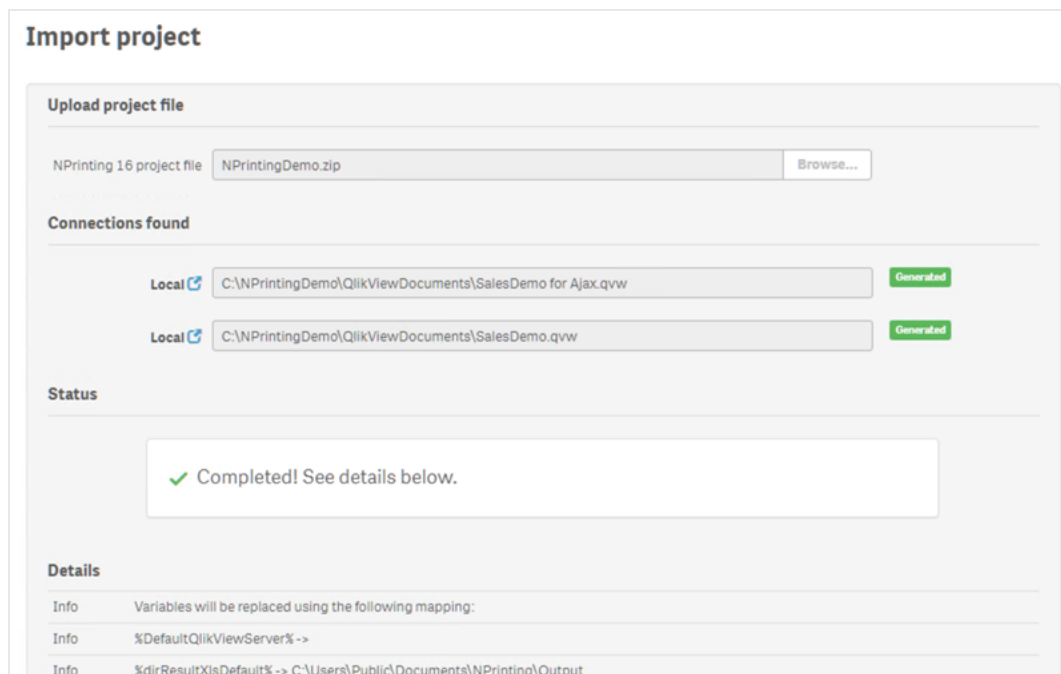 Import project
Upload project file
NPrinting 16 project file NPrintingDemo.zip Browse...
Connections found
Local C:\NPrintingDemo\QlikViewDocuments\SalesDemo for Ajax.qvw Generated
Local C:\NPrintingDemo\QlikViewDocuments\SalesDemo.qvw Generated
Status
Completed! See details below.
Details
Info Variables will be replaced using the following mapping:
Info %DefaultQlikViewServer% ->
Info %dirResultXlsDefault% -> C:\Users\Public\Documents\NPrinting\Output